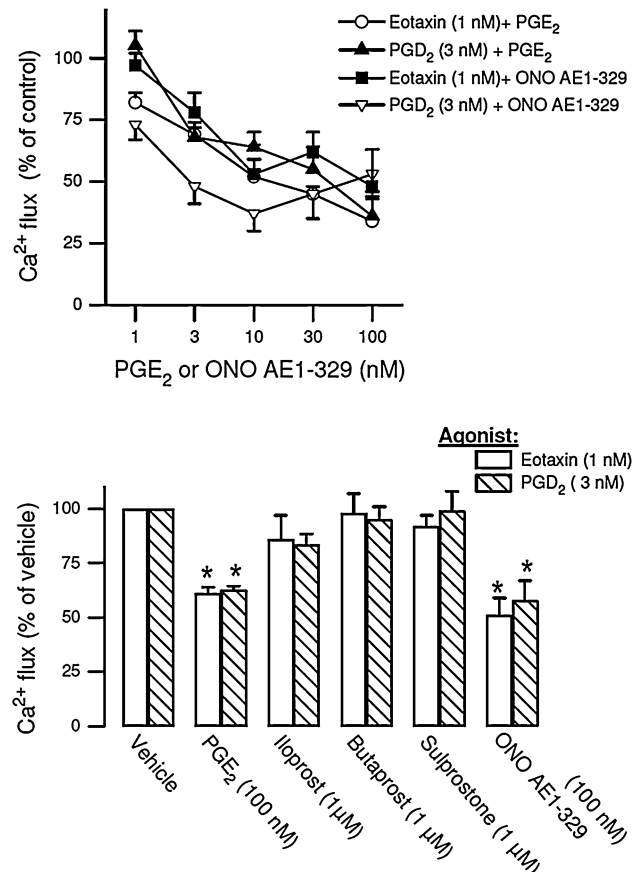 Eotaxin (1 nM)+ PGE2
PGD2 (3 nM) + PGE2
Eotaxin (1 nM)+ ONO AE1-329
PGD2 (3 nM) + ONO AE1-329
Ca2+ flux (% of control)
100
75
50
25
0
1 3 10 30 100
PGE2 or ONO AE1-329 (nM)
Agonist:
Eotaxin (1 nM)
PGD2 ( 3 nM)
Ca2+ flux (% of vehicle)
100
75
50
25
0
* *
* *
Vehicle
PGE2 (100 nM)
Iloprost (1µM)
Butaprost (1 µM)
Sulprostone (1 µM)
ONO AE1-329
(100 nM)